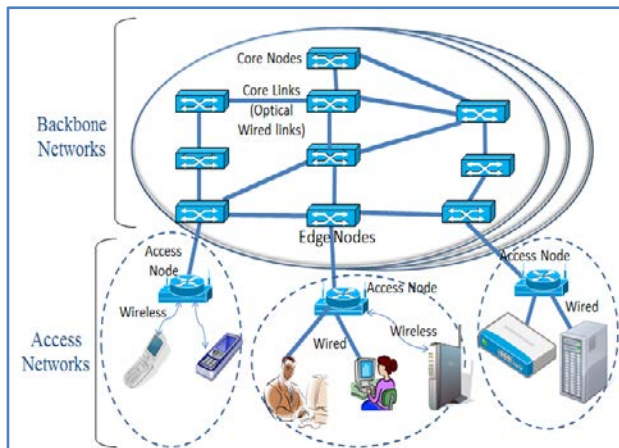 Core Nodes
Core Links
(Optical
Wired links)
Backbone
Networks
Edge Nodes
Access
Node
Access Node
Access Node
Wireless
Wireless
Wired
Wired
Access
Networks